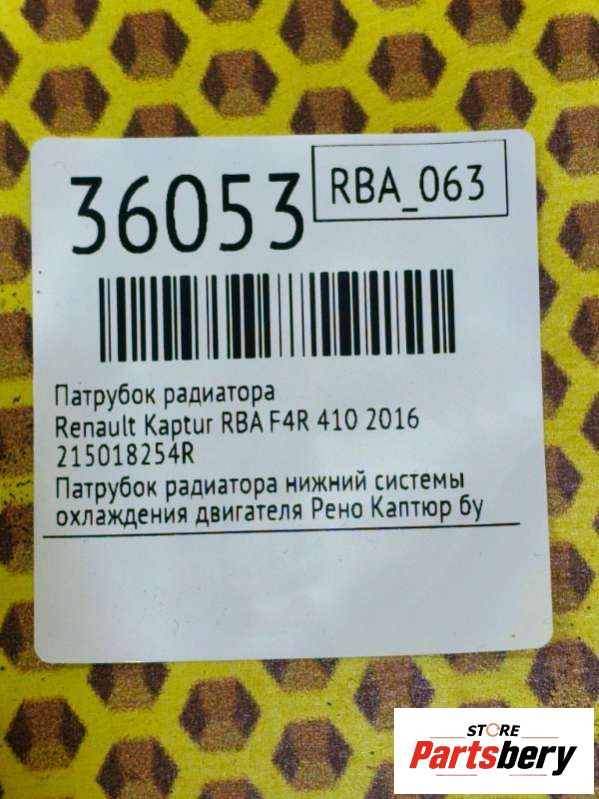 36053
RBA_063
Патрубок радиатора
Renault Kaptur RBA F4R 410 2016
215018254R
Патрубок радиатора нижний системы
охлаждения двигателя Рено Каптюр бу
STORE
Partsbery